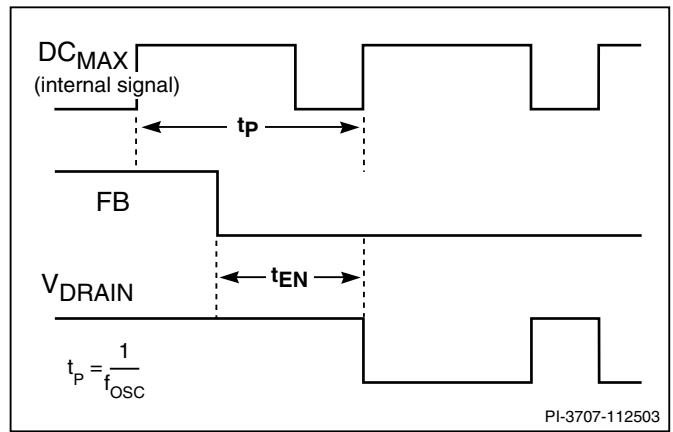 DCMAX
(internal signal)
tP
FB
tEN
VDRAIN
tP = 1/fOSC
PI-3707-112503